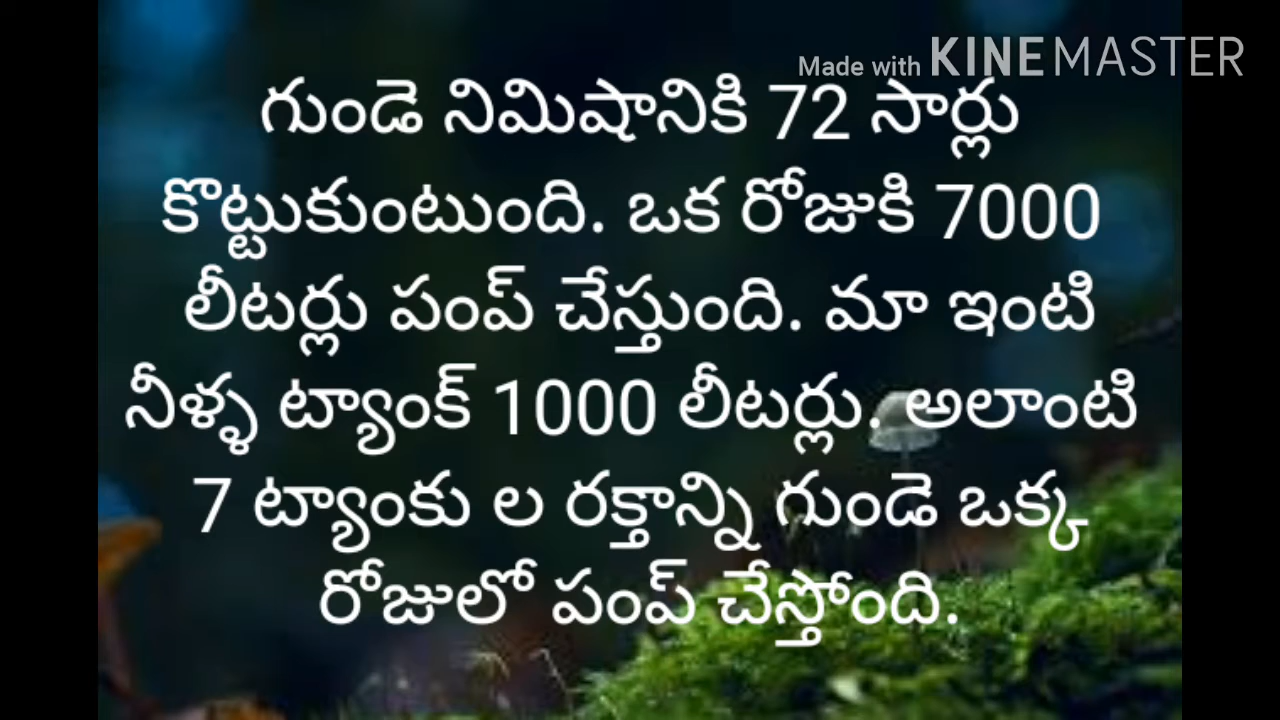 Made with KINEMASTER
గుండె నిమిషానికి 72 సార్లు
కొట్టుకుంటుంది. ఒక రోజుకి 7000
లీటర్లు పంప్ చేస్తుంది. మా ఇంటి
నీళ్ళ ట్యాంక్ 1000 లీటర్లు. అలాంటి
7 ట్యాంకు ల రక్తాన్ని గుండె ఒక్క
రోజులో పంప్ చేస్తోంది.